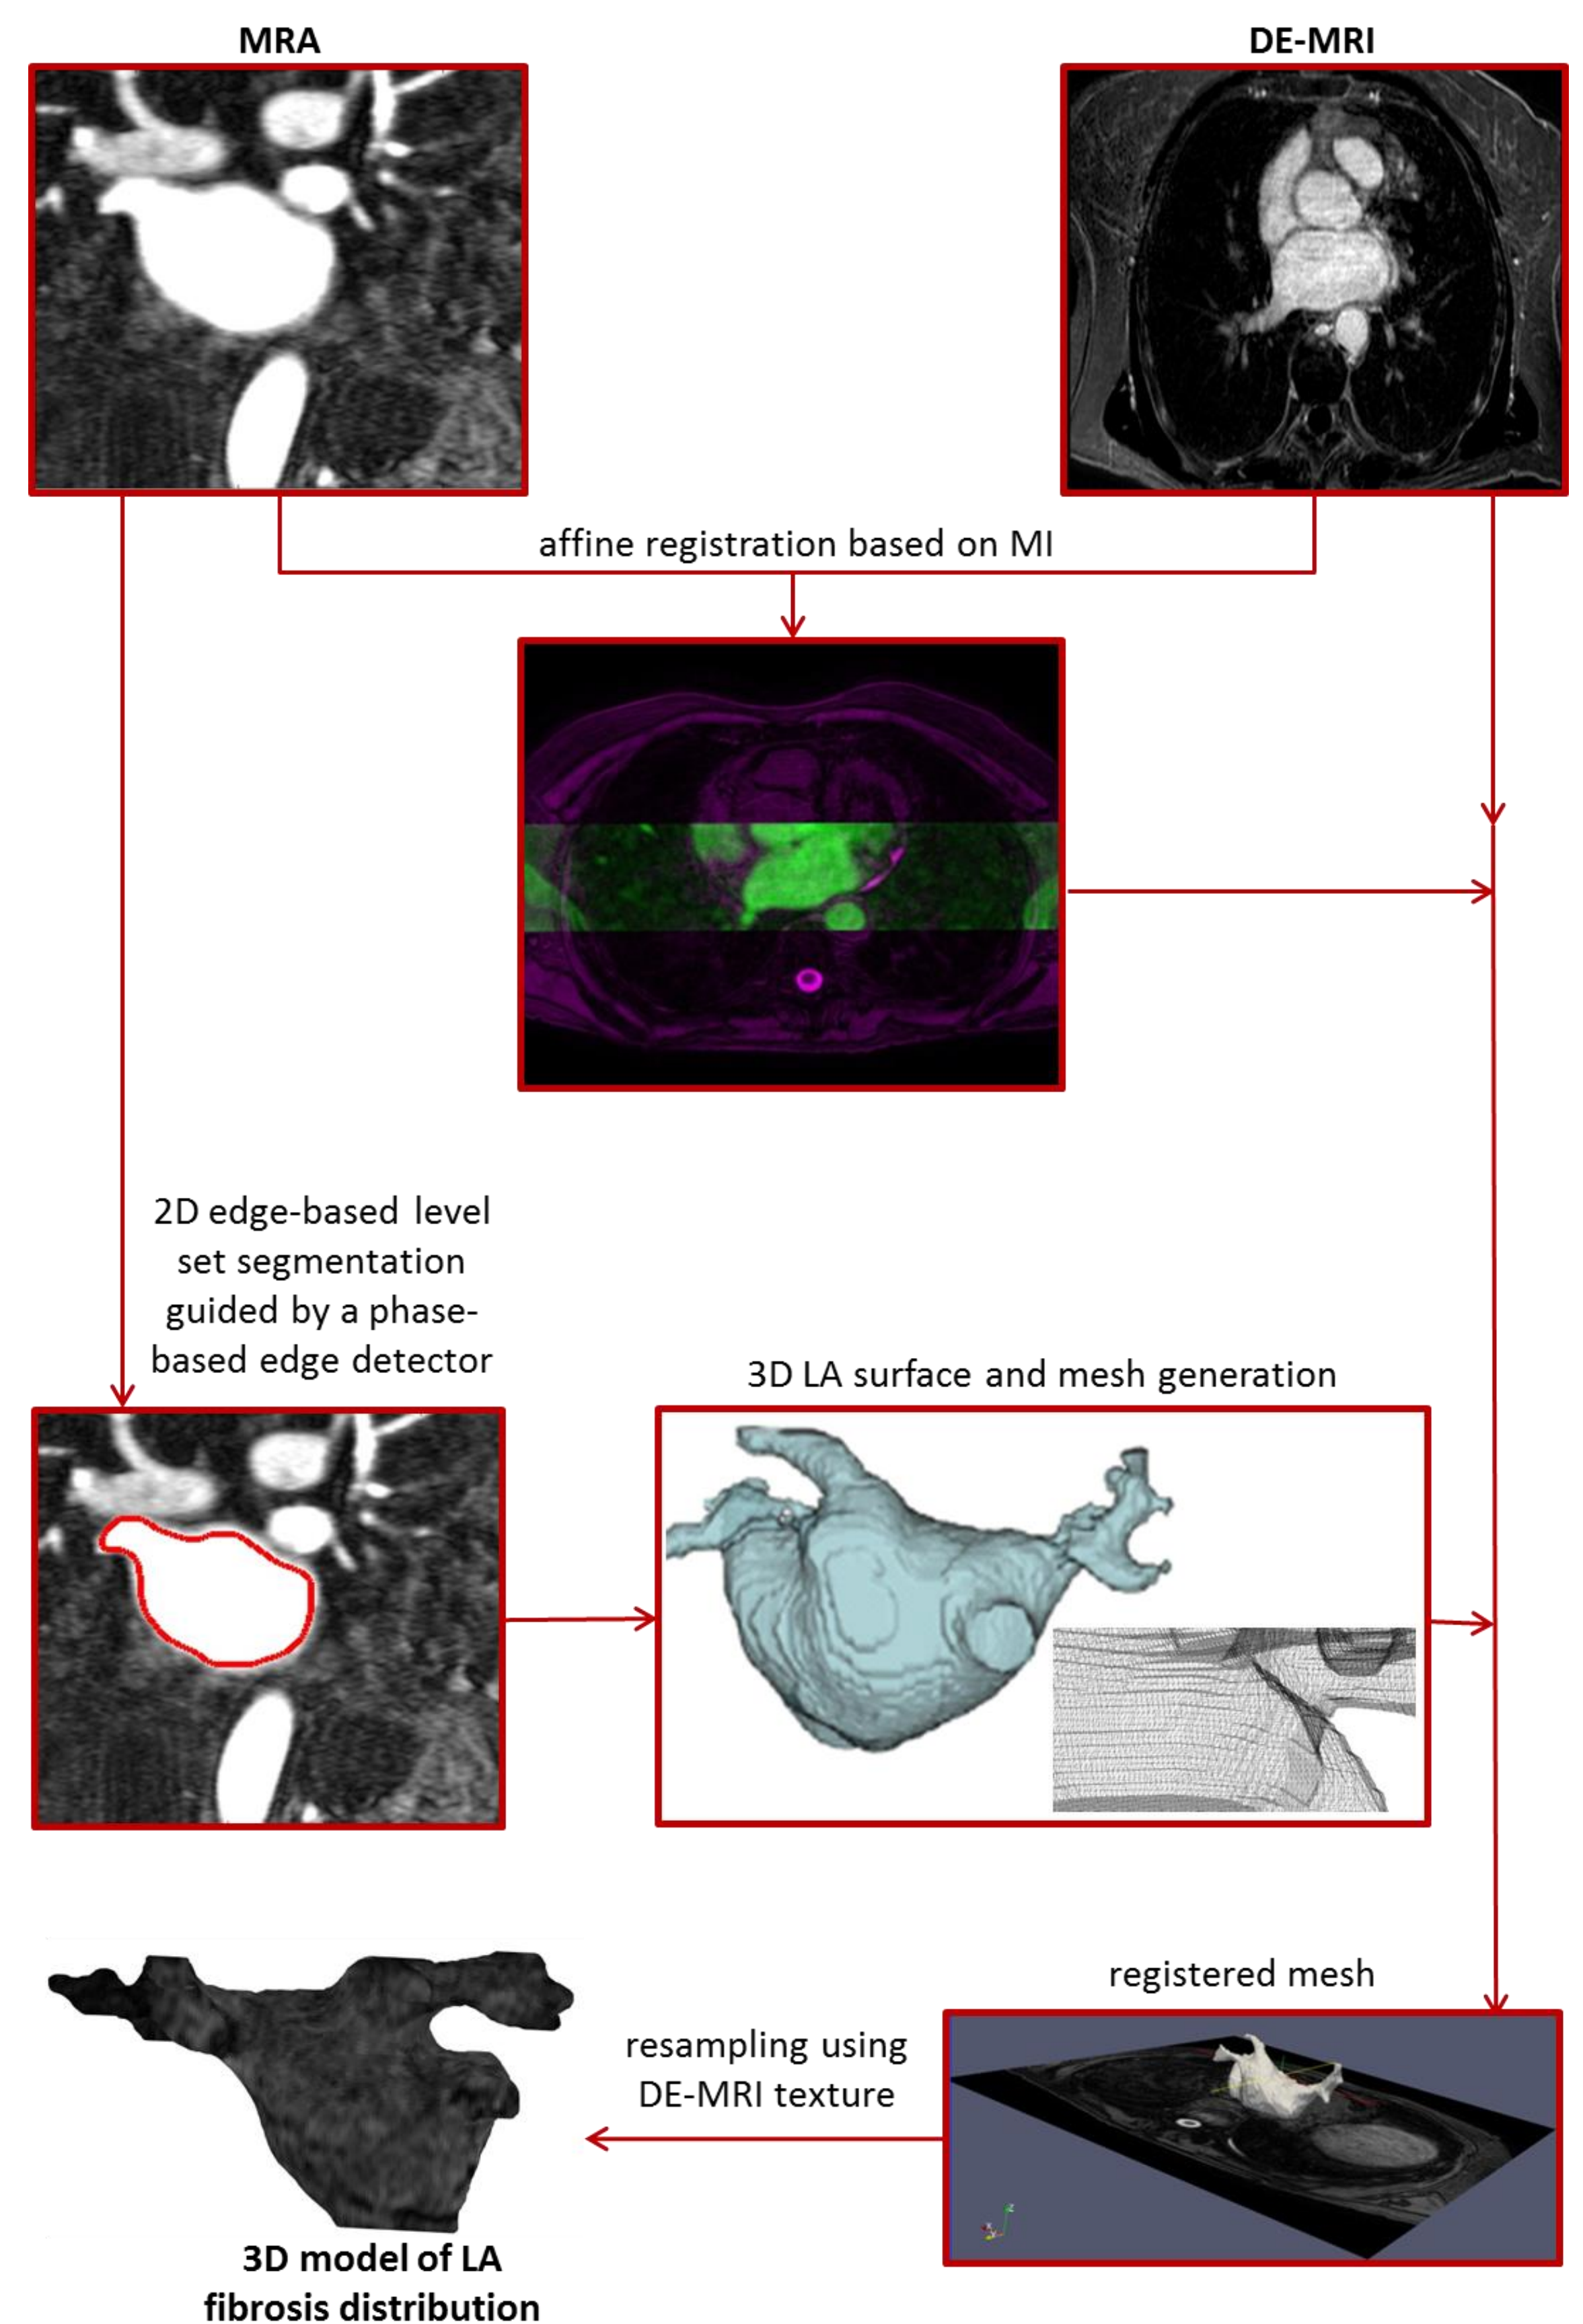 MRA
DE-MRI
affine registration based on MI
2D edge-based level
set segmentation
guided by a phase-
based edge detector
3D LA surface and mesh generation
registered mesh
resampling using
DE-MRI texture
3D model of LA
fibrosis distribution